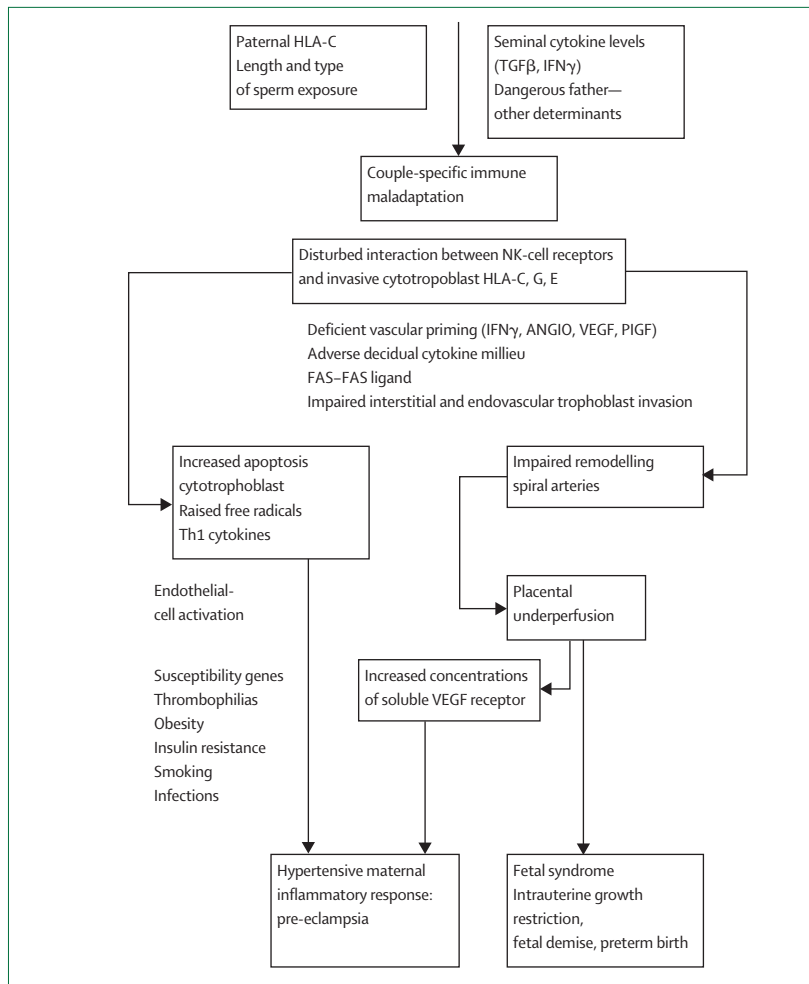 Paternal HLA-C
Length and type
of sperm exposure
Seminal cytokine levels
(TGFβ, IFNγ)
Dangerous father—
other determinants
Couple-specific immune
maladaptation
Disturbed interaction between NK-cell receptors
and invasive cytotropoblast HLA-C, G, E
Deficient vascular priming (IFNγ, ANGIO, VEGF, PIGF)
Adverse decidual cytokine millieu
FAS–FAS ligand
Impaired interstitial and endovascular trophoblast invasion
Increased apoptosis
cytotrophoblast
Raised free radicals
Th1 cytokines
Impaired remodelling
spiral arteries
Endothelial-
cell activation
Placental
underperfusion
Susceptibility genes
Thrombophilias
Obesity
Insulin resistance
Smoking
Infections
Increased concentrations
of soluble VEGF receptor
Hypertensive maternal
inflammatory response:
pre-eclampsia
Fetal syndrome
Intrauterine growth
restriction,
fetal demise, preterm birth